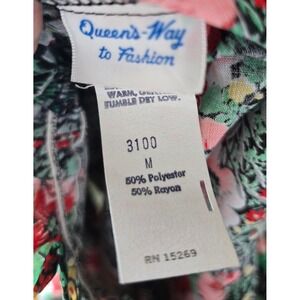 Queen's-Way
to Fashion
WARM,
TUMBLE DRY LOW.
3100
M
50% Polyester
50% Rayon
RN 15269